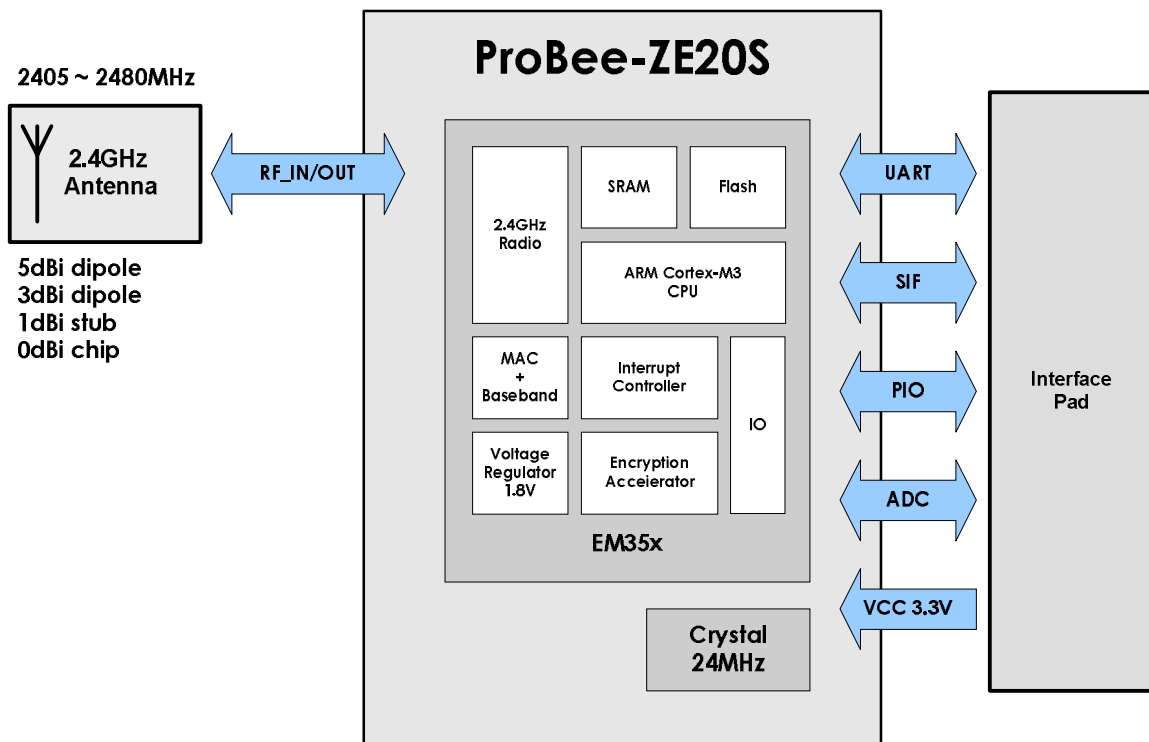 ProBee-ZE20S
2405 ~ 2480MHz
2.4GHz
Antenna
5dBi dipole
3dBi dipole
1dBi stub
0dBi chip
RF_IN/OUT
2.4GHz
Radio
SRAM
Flash
ARM Cortex-M3
CPU
MAC
+
Baseband
Interrupt
Controller
IO
Voltage
Regulator
1.8V
Encryption
Acceierator
EM35x
Crystal
24MHz
UART
SIF
PIO
ADC
VCC 3.3V
Interface
Pad